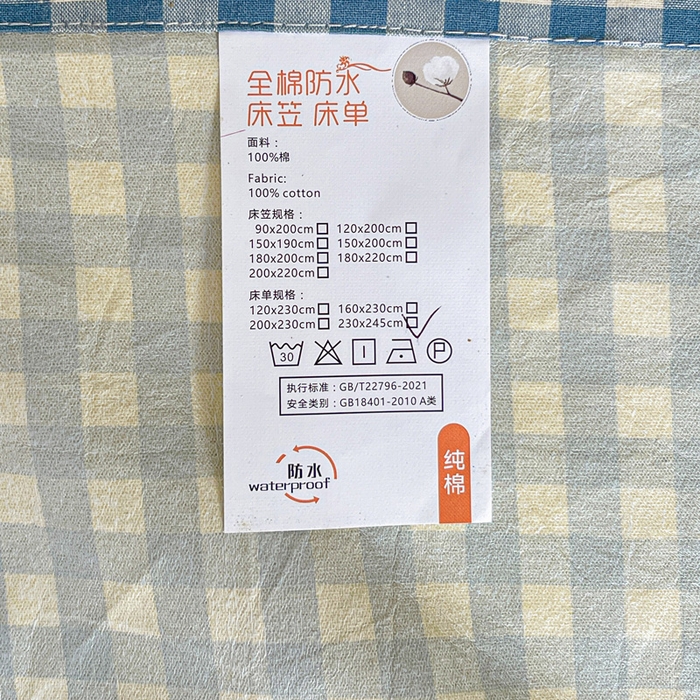 全棉防水
床笠 床单
面料：
100%棉
Fabric:
100% cotton
床笠规格：
90x200cm□ 120x200cm□
150x190cm□ 150x200cm□
180x200cm□ 180x220cm□
200x220cm□
床单规格：
120x230cm□ 160x230cm□
200x230cm□ 230x245cm□
30
P
执行标准：GB/T22796-2021
安全类别：GB18401-2010 A类
防水
waterproof
纯棉